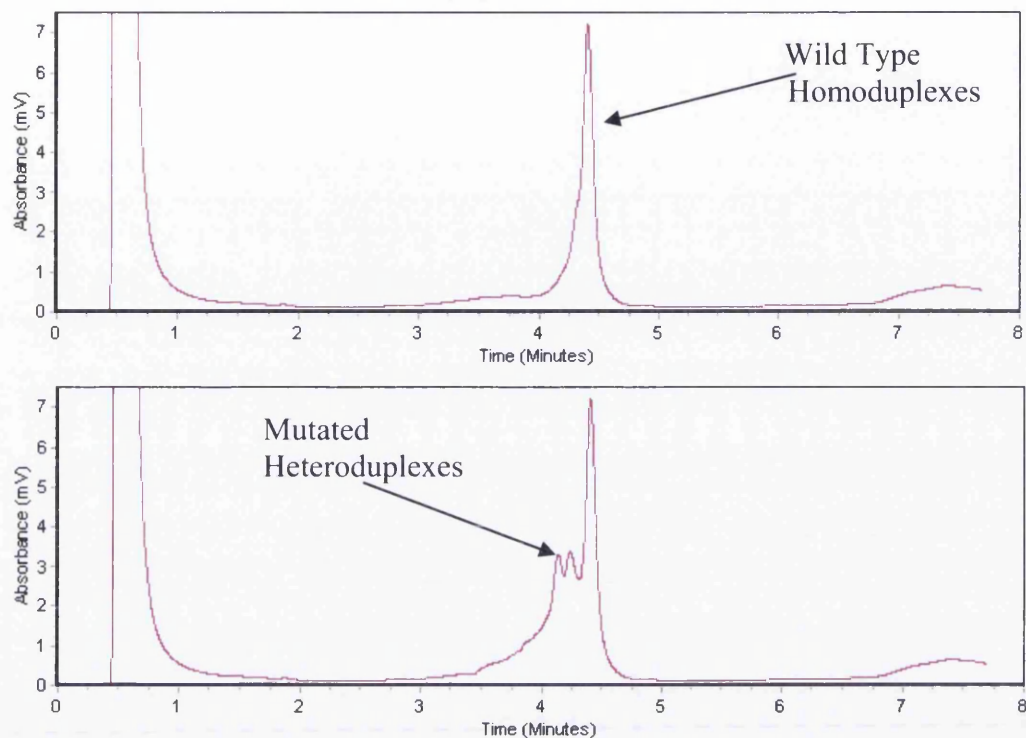 7
6
5
4
3
2
1
0
Absorbance (mV)
Wild Type
Homoduplexes
0 1 2 3 4 5 6 7 8
Time (Minutes)
7
6
5
4
3
2
1
0
Absorbance (mV)
Mutated
Heteroduplexes
0 1 2 3 4 5 6 7 8
Time (Minutes)